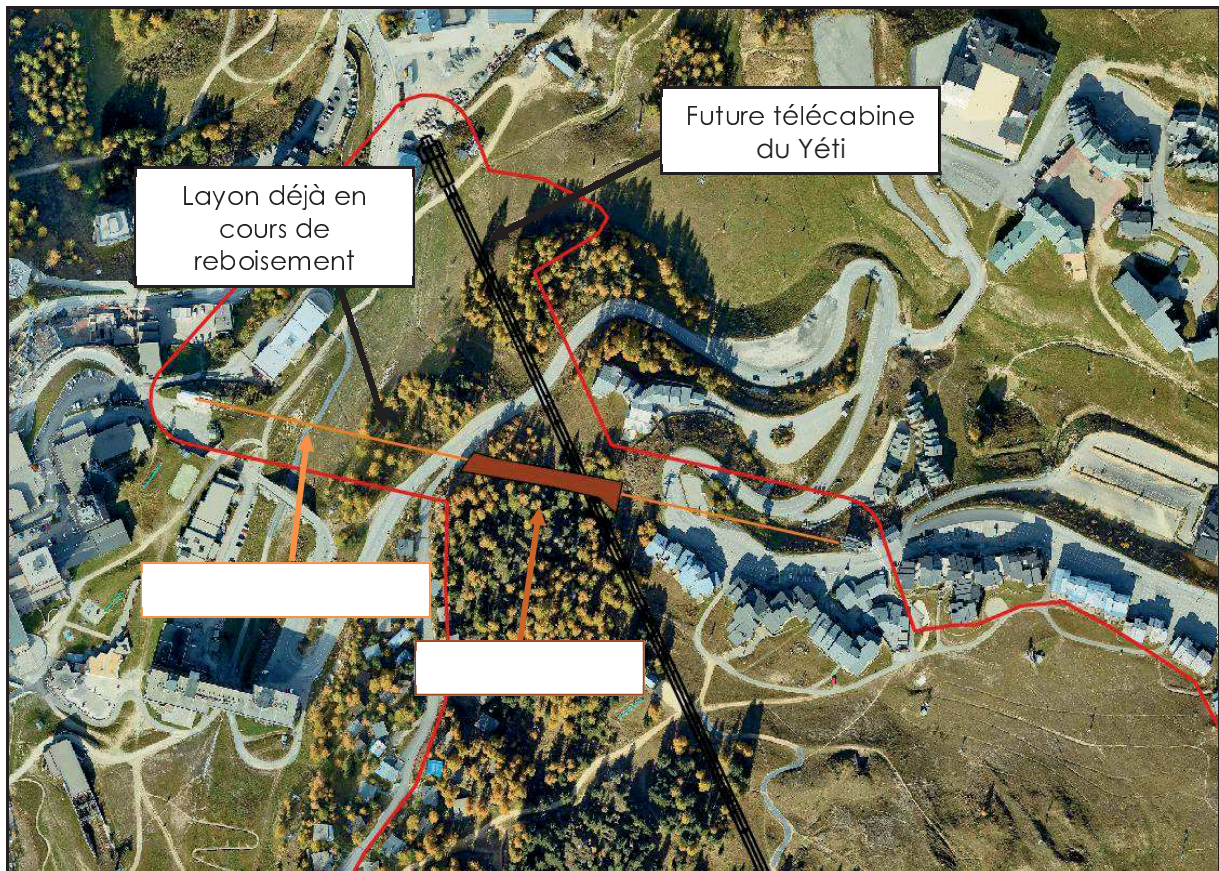 Future télécabine
du Yéti
Layon déjà en
cours de
reboisement